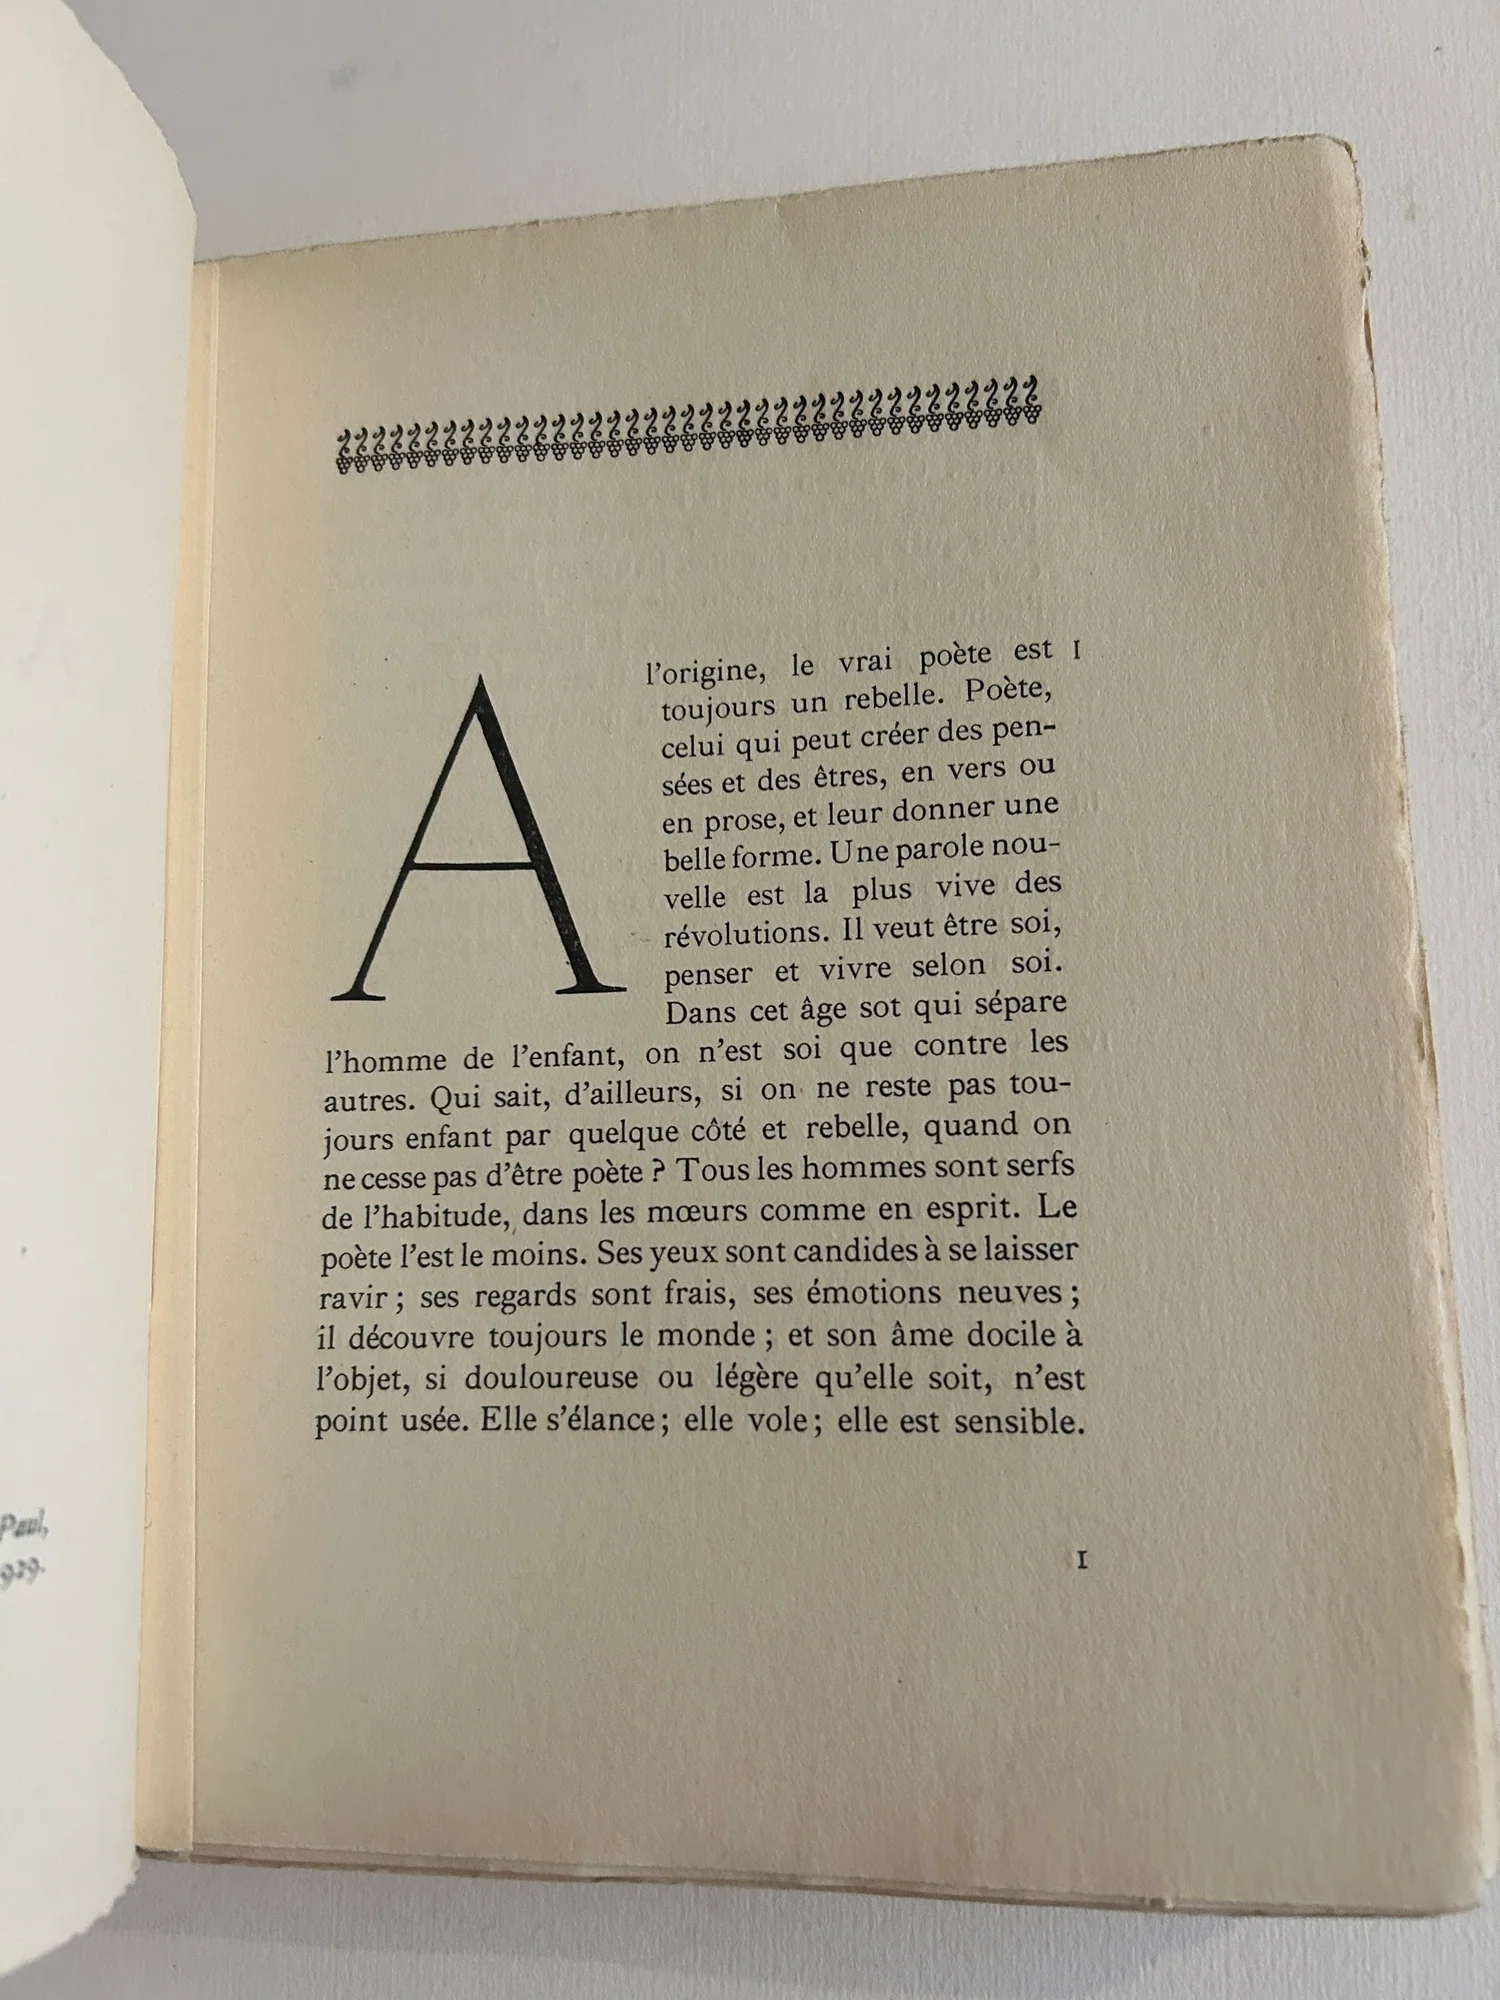 Paul,
929.
A l'origine, le vrai poète est I
toujours un rebelle. Poète,
celui qui peut créer des pen-
sées et des êtres, en vers ou
en prose, et leur donner une
belle forme. Une parole nou-
velle est la plus vive des
révolutions. Il veut être soi,
penser et vivre selon soi.
Dans cet âge sot qui sépare
l'homme de l'enfant, on n'est soi que contre les
autres. Qui sait, d'ailleurs, si on ne reste pas tou-
jours enfant par quelque côté et rebelle, quand on
ne cesse pas d'être poète ? Tous les hommes sont serfs
de l'habitude, dans les mœurs comme en esprit. Le
poète l'est le moins. Ses yeux sont candides à se laisser
ravir ; ses regards sont frais, ses émotions neuves ;
il découvre toujours le monde ; et son âme docile à
l'objet, si douloureuse ou légère qu'elle soit, n'est
point usée. Elle s'élance ; elle vole ; elle est sensible.
I